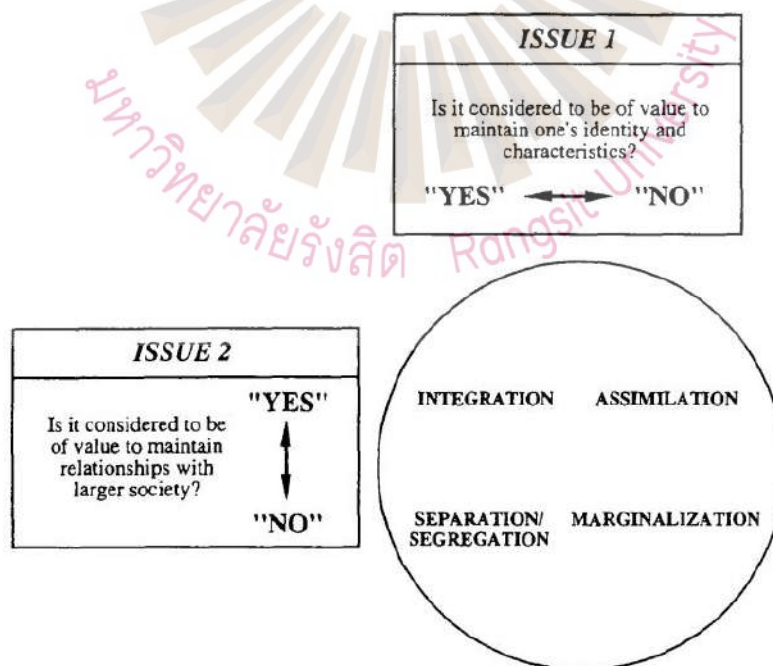 มหาวิทยาลัยรังสิต Rangsit University
ISSUE 1
Is it considered to be of value to
maintain one's identity and
characteristics?
"YES" "NO"
ISSUE 2
Is it considered to be
of value to maintain
relationships with
larger society?
"YES"
"NO"
INTEGRATION ASSIMILATION
SEPARATION/ MARGINALIZATION
SEGREGATION